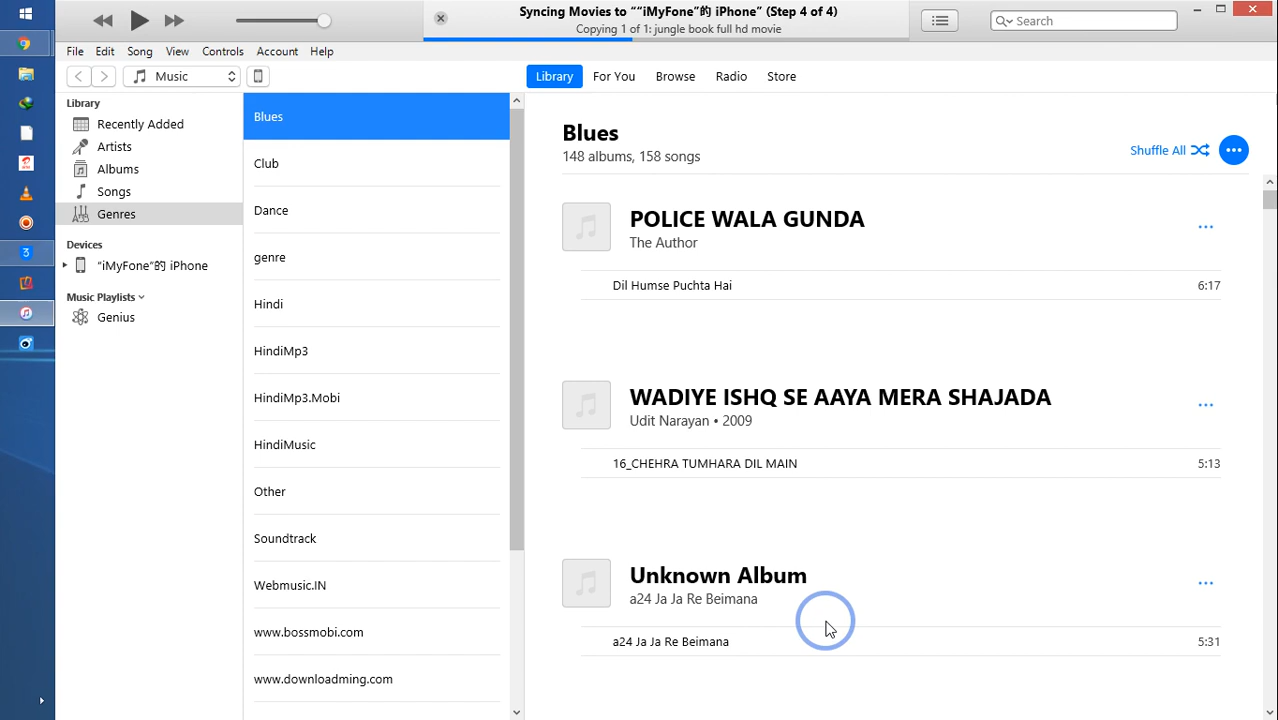 Syncing Movies to ““iMyFone”的 iPhone” (Step 4 of 4)
Copying 1 of 1: jungle book full hd movie
Search
File Edit Song View Controls Account Help
Music
Library For You Browse Radio Store
Library
Recently Added
Artists
Albums
Songs
Genres
Devices
“iMyFone”的 iPhone
Music Playlists
Genius
Blues
Club
Dance
genre
Hindi
HindiMp3
HindiMp3.Mobi
HindiMusic
Other
Soundtrack
Webmusic.IN
www.bossmobi.com
www.downloadming.com
Blues
148 albums, 158 songs
Shuffle All
POLICE WALA GUNDA
The Author
Dil Humse Puchta Hai 6:17
WADIYE ISHQ SE AAYA MERA SHAJADA
Udit Narayan • 2009
16_CHEHRA TUMHARA DIL MAIN 5:13
Unknown Album
a24 Ja Ja Re Beimana
a24 Ja Ja Re Beimana 5:31